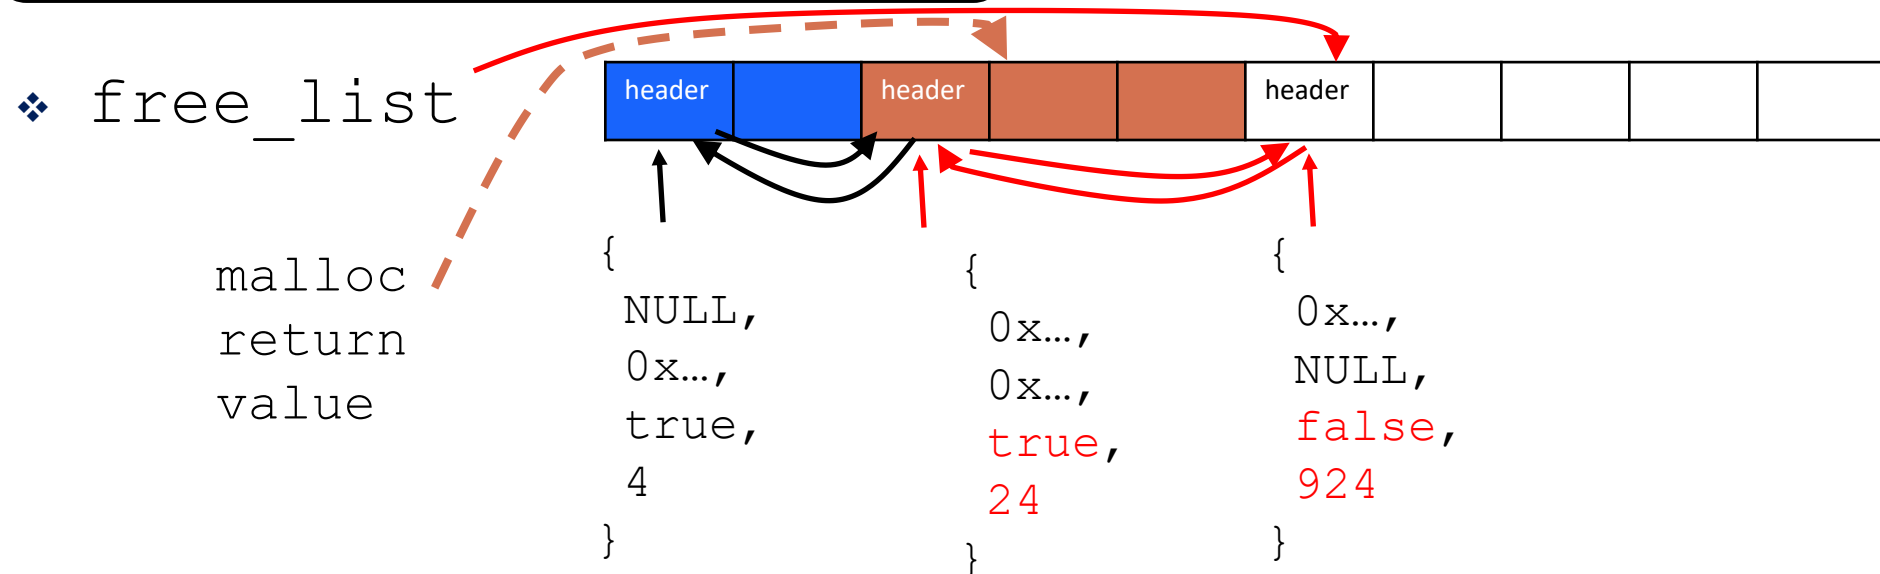 ❖ free_list
header
header
header
malloc
return
value
{
NULL,
0x…,
true,
4
}
{
0x…,
0x…,
true,
24
}
{
0x…,
NULL,
false,
924
}